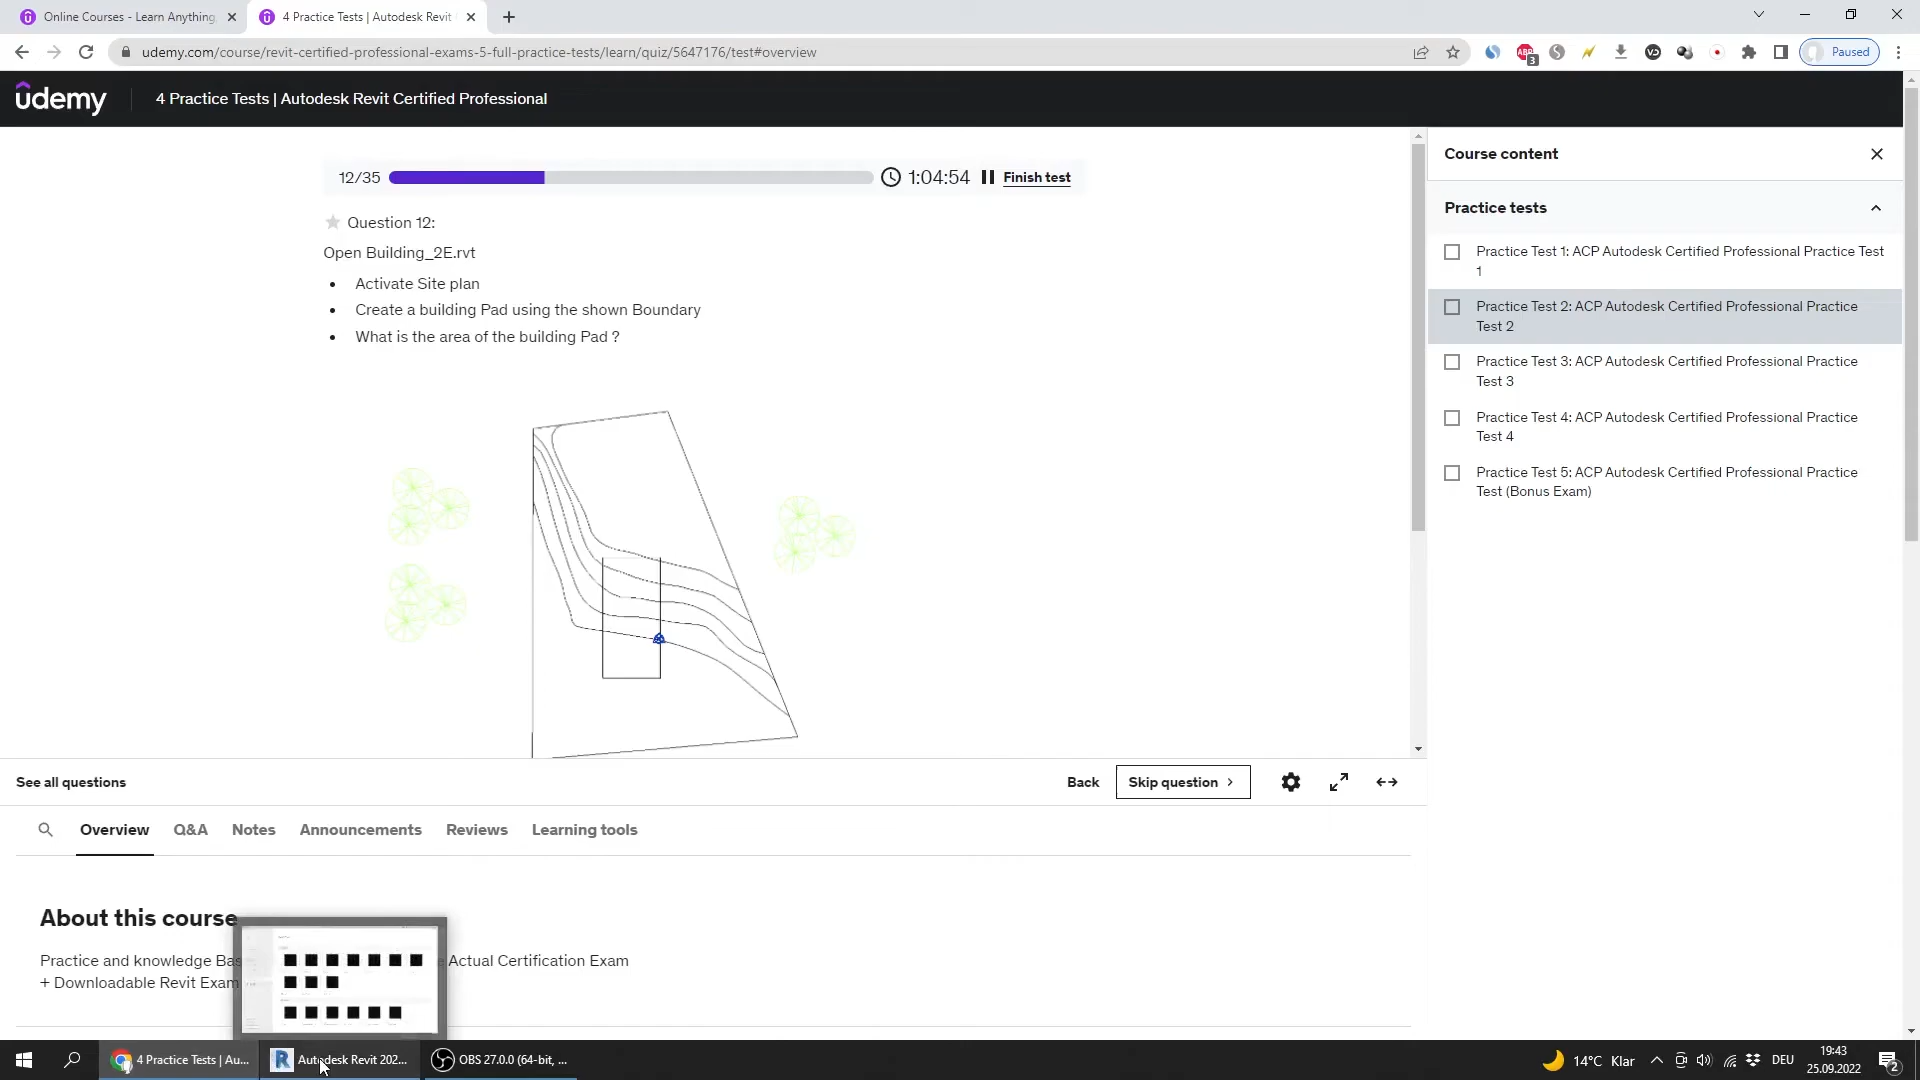 Online Courses - Learn Anything,
4 Practice Tests | Autodesk Revit
udemy.com/course/revit-certified-professional-exams-5-full-practice-tests/learn/quiz/5647176/test#overview
ABP
3
VD
Paused
ûdemy
4 Practice Tests | Autodesk Revit Certified Professional
12/35
1:04:54
Finish test
Question 12:
Open Building_2E.rvt
• Activate Site plan
• Create a building Pad using the shown Boundary
• What is the area of the building Pad ?
Course content
Practice tests
Practice Test 1: ACP Autodesk Certified Professional Practice Test
1
Practice Test 2: ACP Autodesk Certified Professional Practice
Test 2
Practice Test 3: ACP Autodesk Certified Professional Practice
Test 3
Practice Test 4: ACP Autodesk Certified Professional Practice
Test 4
Practice Test 5: ACP Autodesk Certified Professional Practice
Test (Bonus Exam)
See all questions
Back
Skip question
Overview
Q&A
Notes
Announcements
Reviews
Learning tools
About this course
Practice and knowledge Bas
Actual Certification Exam
+ Downloadable Revit Exam
4 Practice Tests | Au...
R
Autodesk Revit 202...
OBS 27.0.0 (64-bit, ...
14°C Klar
DEU
19:43
25.09.2022
2